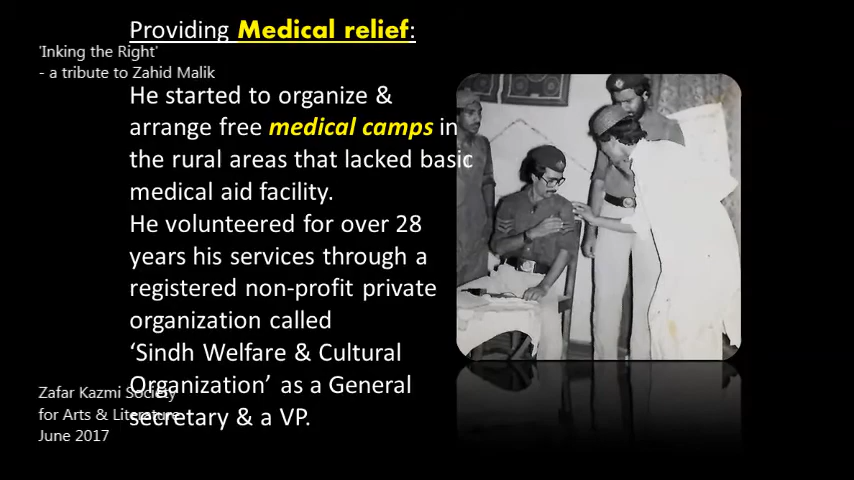 Providing Medical relief:
'Inking the Right'
- a tribute to Zahid Malik
He started to organize &
arrange free medical camps in
the rural areas that lacked basic
medical aid facility.
He volunteered for over 28
years his services through a
registered non-profit private
organization called
‘Sindh Welfare & Cultural
Organization’ as a General
secretary & a VP.
Zafar Kazmi Society
for Arts & Literature
June 2017